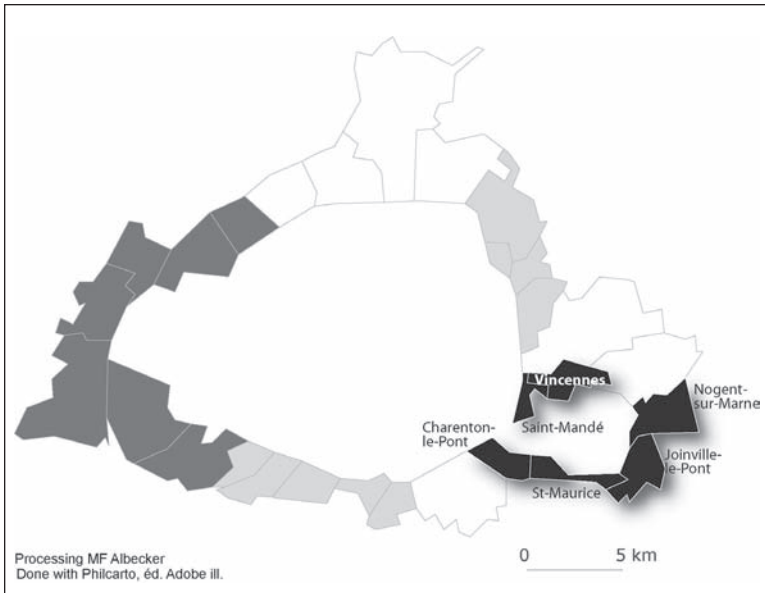 Vincennes
Nogent-
sur-Marne
Charenton-
le-Pont
Saint-Mandé
Joinville-
le-Pont
St-Maurice
Processing MF Albecker
Done with Philcarto, éd. Adobe ill.
0 5 km